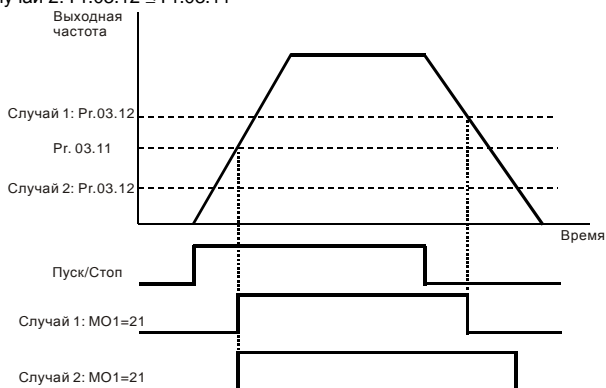 лучай 2: Pr.03.12 ≤ Pr.03.11
Выходная
частота
Случай 1: Pr.03.12
Pr. 03.11
Случай 2: Pr.03.12
Время
Пуск/Стоп
Случай 1: MO1=21
Случай 2: MO1=21